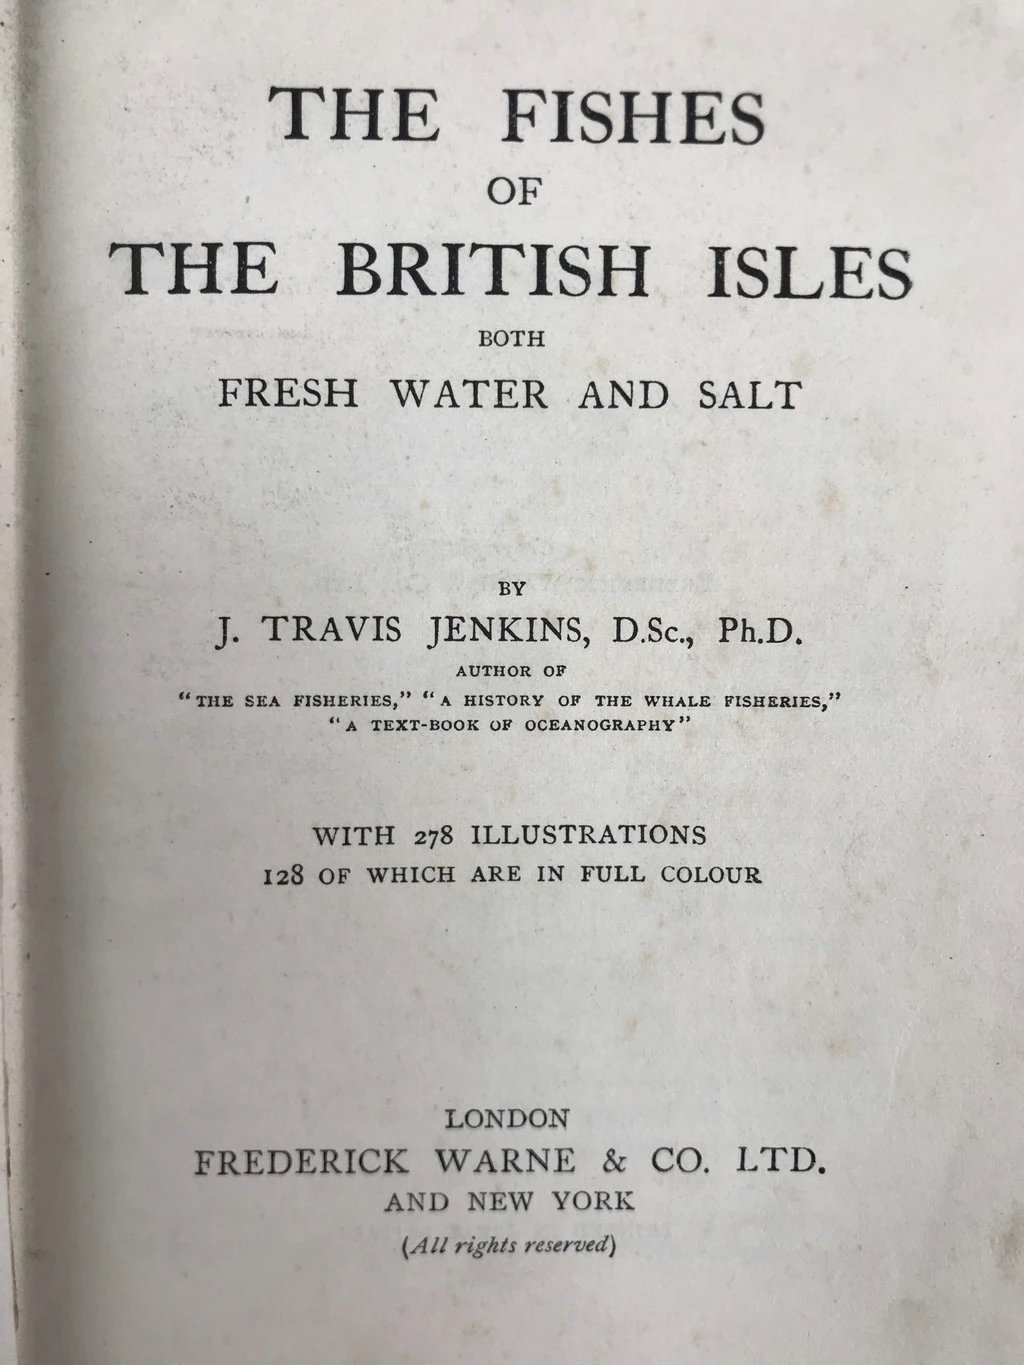 THE FISHES
OF
THE BRITISH ISLES
BOTH
FRESH WATER AND SALT
BY
J. TRAVIS JENKINS, D.Sc., Ph.D.
AUTHOR OF
“THE SEA FISHERIES,” “A HISTORY OF THE WHALE FISHERIES,”
“A TEXT-BOOK OF OCEANOGRAPHY”
WITH 278 ILLUSTRATIONS
128 OF WHICH ARE IN FULL COLOUR
LONDON
FREDERICK WARNE & CO. LTD.
AND NEW YORK
(All rights reserved)